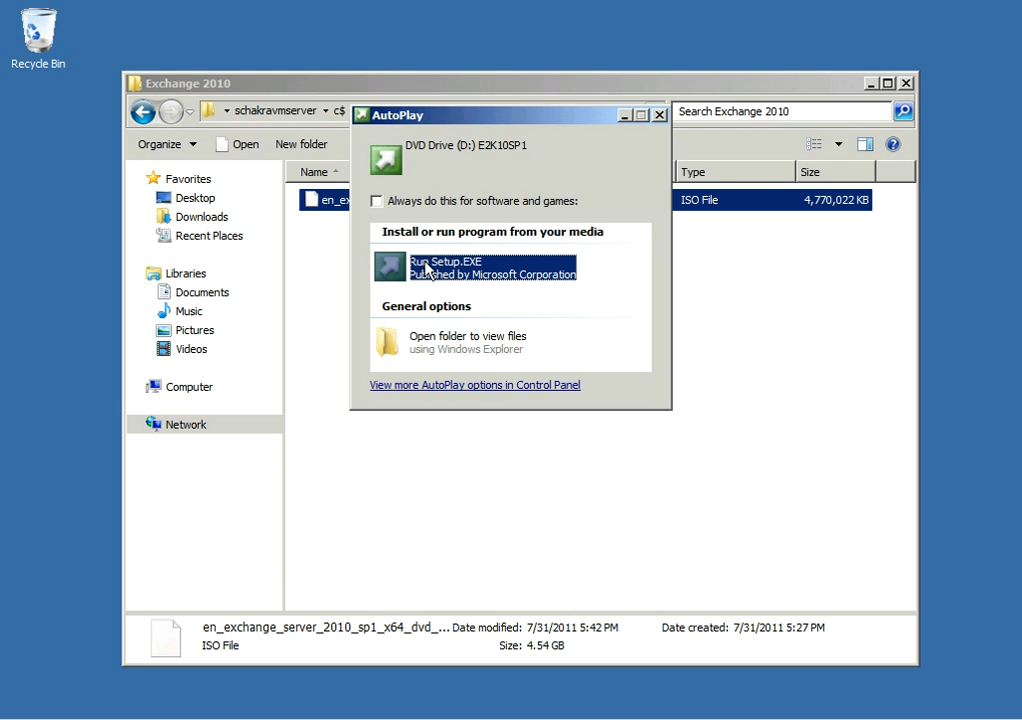 Recycle Bin
Exchange 2010
schakravmserver
c$
Search Exchange 2010
Organize
Open
New folder
Name
Type
Size
en_ex
ISO File
4,770,022 KB
Favorites
Desktop
Downloads
Recent Places
Libraries
Documents
Music
Pictures
Videos
Computer
Network
AutoPlay
DVD Drive (D:) E2K10SP1
Always do this for software and games:
Install or run program from your media
Run Setup.EXE
Published by Microsoft Corporation
General options
Open folder to view files
using Windows Explorer
View more AutoPlay options in Control Panel
en_exchange_server_2010_sp1_x64_dvd_... Date modified: 7/31/2011 5:42 PM Date created: 7/31/2011 5:27 PM
ISO File Size: 4.54 GB